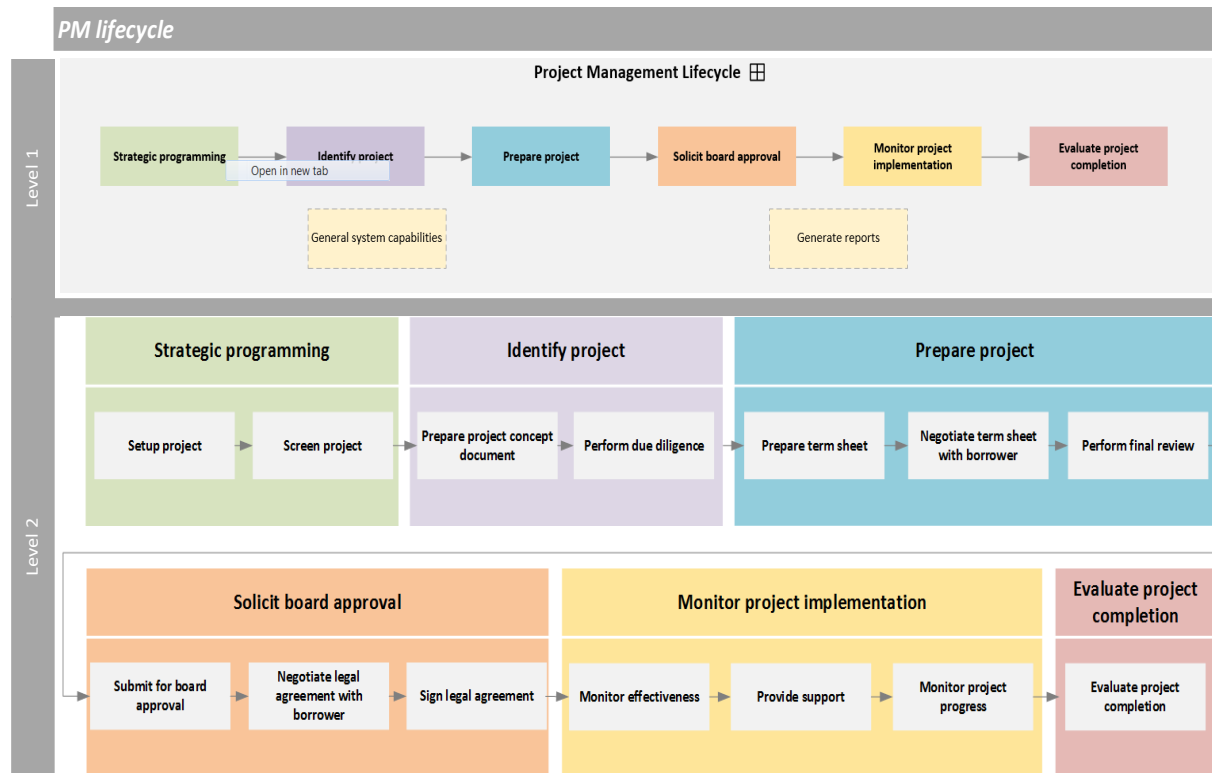 PM lifecycle
Project Management Lifecycle
Level 1
Strategic programming
Identify project
Prepare project
Solicit board approval
Monitor project
implementation
Evaluate project
completion
Open in new tab
General system capabilities
Generate reports
Level 2
Strategic programming
Identify project
Prepare project
Setup project
Screen project
Prepare project concept
document
Perform due diligence
Prepare term sheet
Negotiate term sheet
with borrower
Perform final review
Solicit board approval
Monitor project implementation
Evaluate project
completion
Submit for board
approval
Negotiate legal
agreement with
borrower
Sign legal agreement
Monitor effectiveness
Provide support
Monitor project
progress
Evaluate project
completion